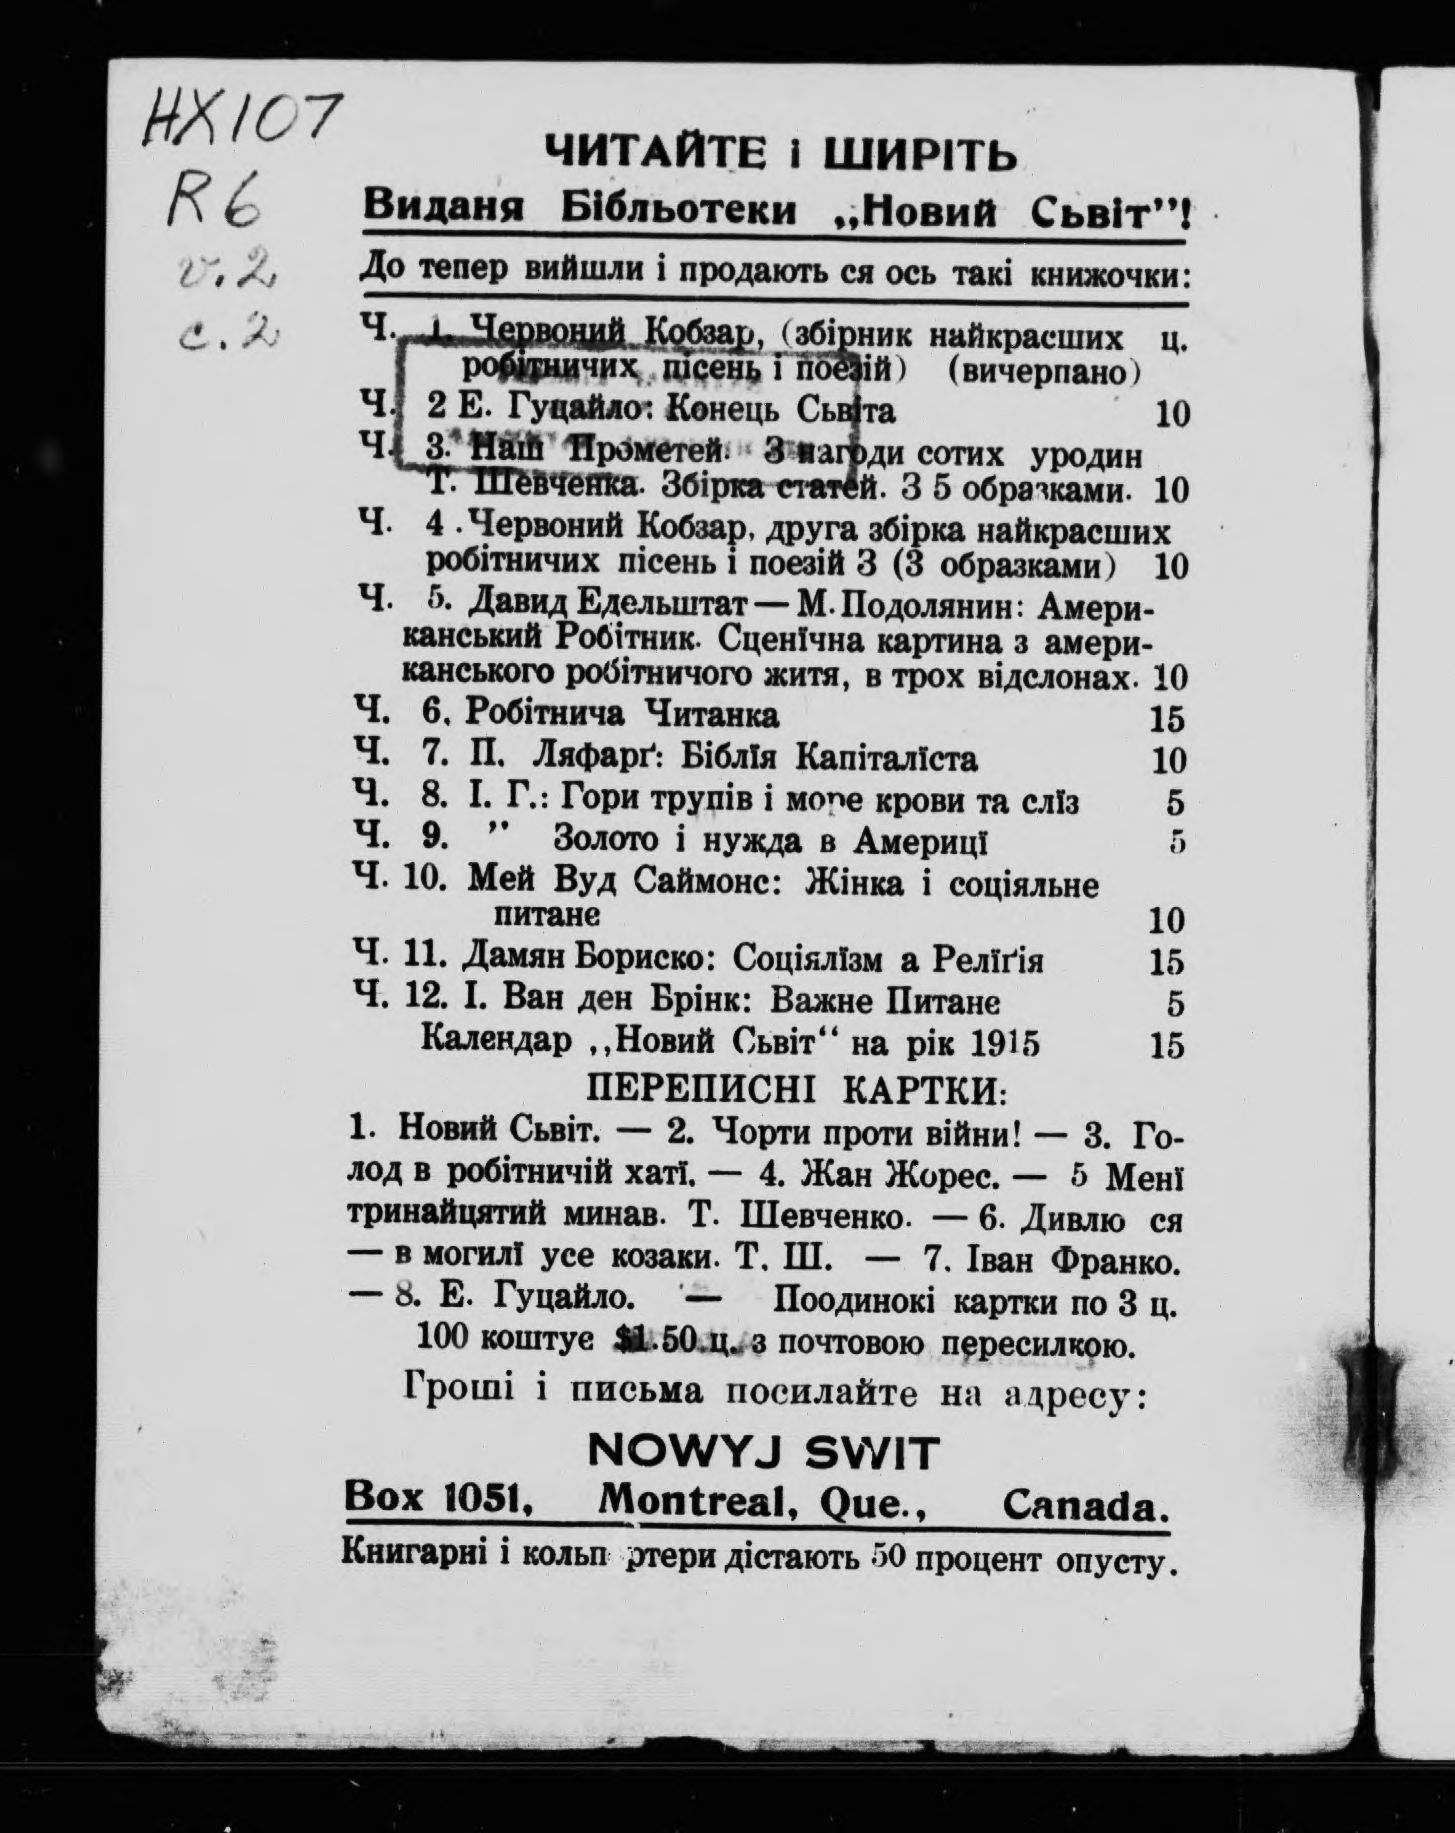 HX107
R6
v.2
c.2
ЧИТАЙТЕ і ШИРІТЬ
Виданя Бібльотеки „Новий Сьвіт”!
До тепер вийшли і продають ся ось такі книжочки:
Ч. 1. Червоний Кобзар, (збірник найкрасших ц.
робітничих пісень і поезій) (вичерпано)
Ч. 2 Е. Гуцайло: Конець Сьвіта 10
Ч. 3. Наш Прометей. З нагоди сотих уродин
Т. Шевченка. Збірка статей. З 5 образками. 10
Ч. 4 . Червоний Кобзар, друга збірка найкрасших
робітничих пісень і поезій З (3 образками) 10
Ч. 5. Давид Едельштат — М. Подолянин: Амери-
канський Робітник. Сценїчна картина з амери-
канського робітничого житя, в трох відслонах. 10
Ч. 6. Робітнича Читанка 15
Ч. 7. П. Ляфарґ: Біблїя Капіталїста 10
Ч. 8. І. Г.: Гори трупів і море крови та слїз 5
Ч. 9. ” Золото і нужда в Америцї 5
Ч. 10. Мей Вуд Саймонс: Жінка і соціяльне
питанє 10
Ч. 11. Дамян Бориско: Соціялїзм а Релїґія 15
Ч. 12. І. Ван ден Брінк: Важне Питанє 5
Календар „Новий Сьвіт“ на рік 1915 15
ПЕРЕПИСНІ КАРТКИ:
1. Новий Сьвіт. — 2. Чорти проти війни! — 3. Го-
лод в робітничій хатї. — 4. Жан Жорес. — 5 Менї
тринайцятий минав. Т. Шевченко. — 6. Дивлю ся
— в могилї усе козаки. Т. Ш. — 7. Іван Франко.
— 8. Е. Гуцайло. — Поодинокі картки по 3 ц.
100 коштує $1.50 ц. з почтовою пересилкою.
Гроші і письма посилайте на адресу:
NOWYJ SWIT
Box 1051, Montreal, Que., Canada.
Книгарні і кольпортери дістають 50 процент опусту.